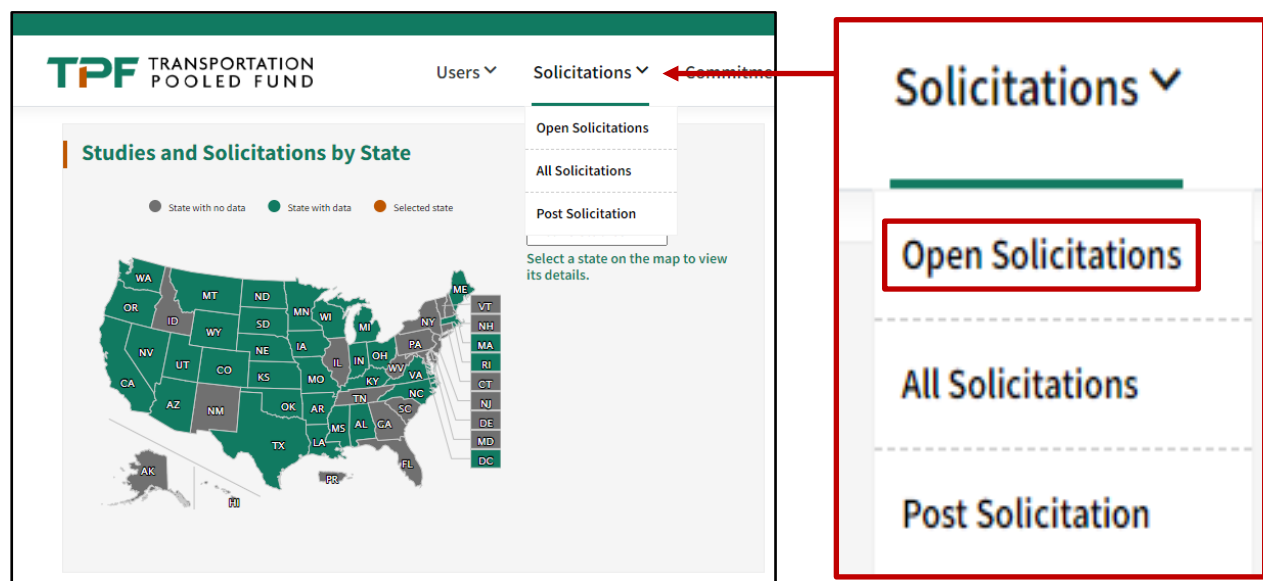 TPF TRANSPORTATION
POOLED FUND
Users Solicitations Commitme
Open Solicitations
All Solicitations
Post Solicitation
Studies and Solicitations by State
State with no data State with data Selected state
Select a state on the map to view
its details.
WA
OR
ID
MT
ND
MN
WI
MI
ME
NY
WY
SD
NV
UT
CO
NE
IA
IL
IN
OH
PA
WV
VA
CA
KS
MO
KY
NC
TN
SC
AZ
NM
OK
AR
MS
AL
GA
TX
LA
FL
AK
HI
PR
VT
NH
MA
RI
CT
NJ
DE
MD
DC
Solicitations
Open Solicitations
All Solicitations
Post Solicitation